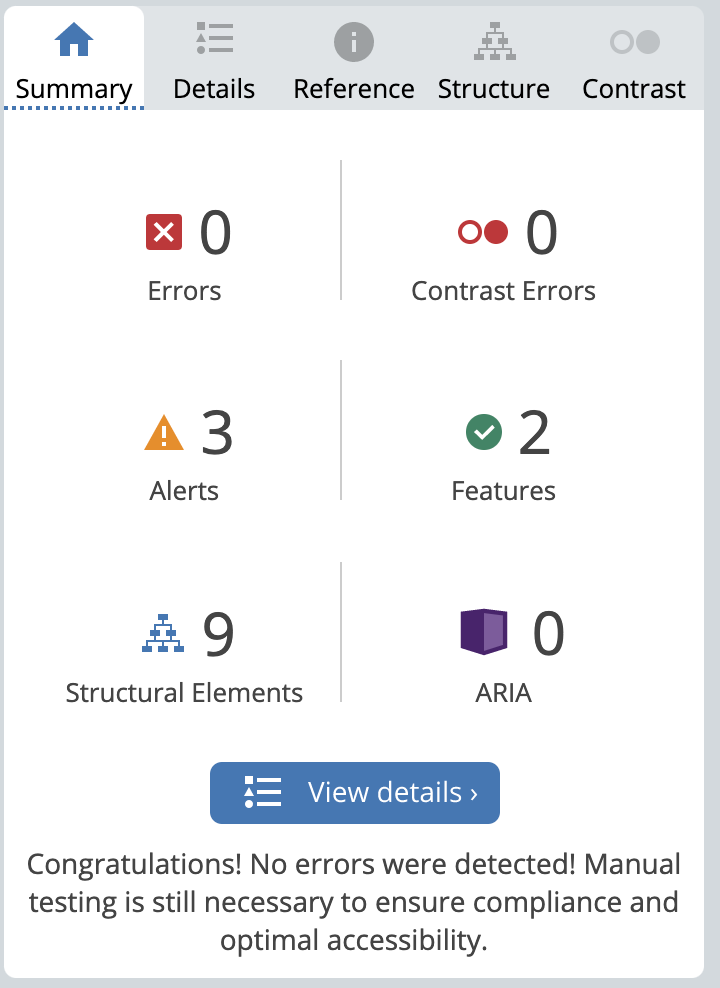 Summary Details Reference Structure Contrast
0 0
Errors Contrast Errors
3 2
Alerts Features
9 0
Structural Elements ARIA
View details ›
Congratulations! No errors were detected! Manual
testing is still necessary to ensure compliance and
optimal accessibility.